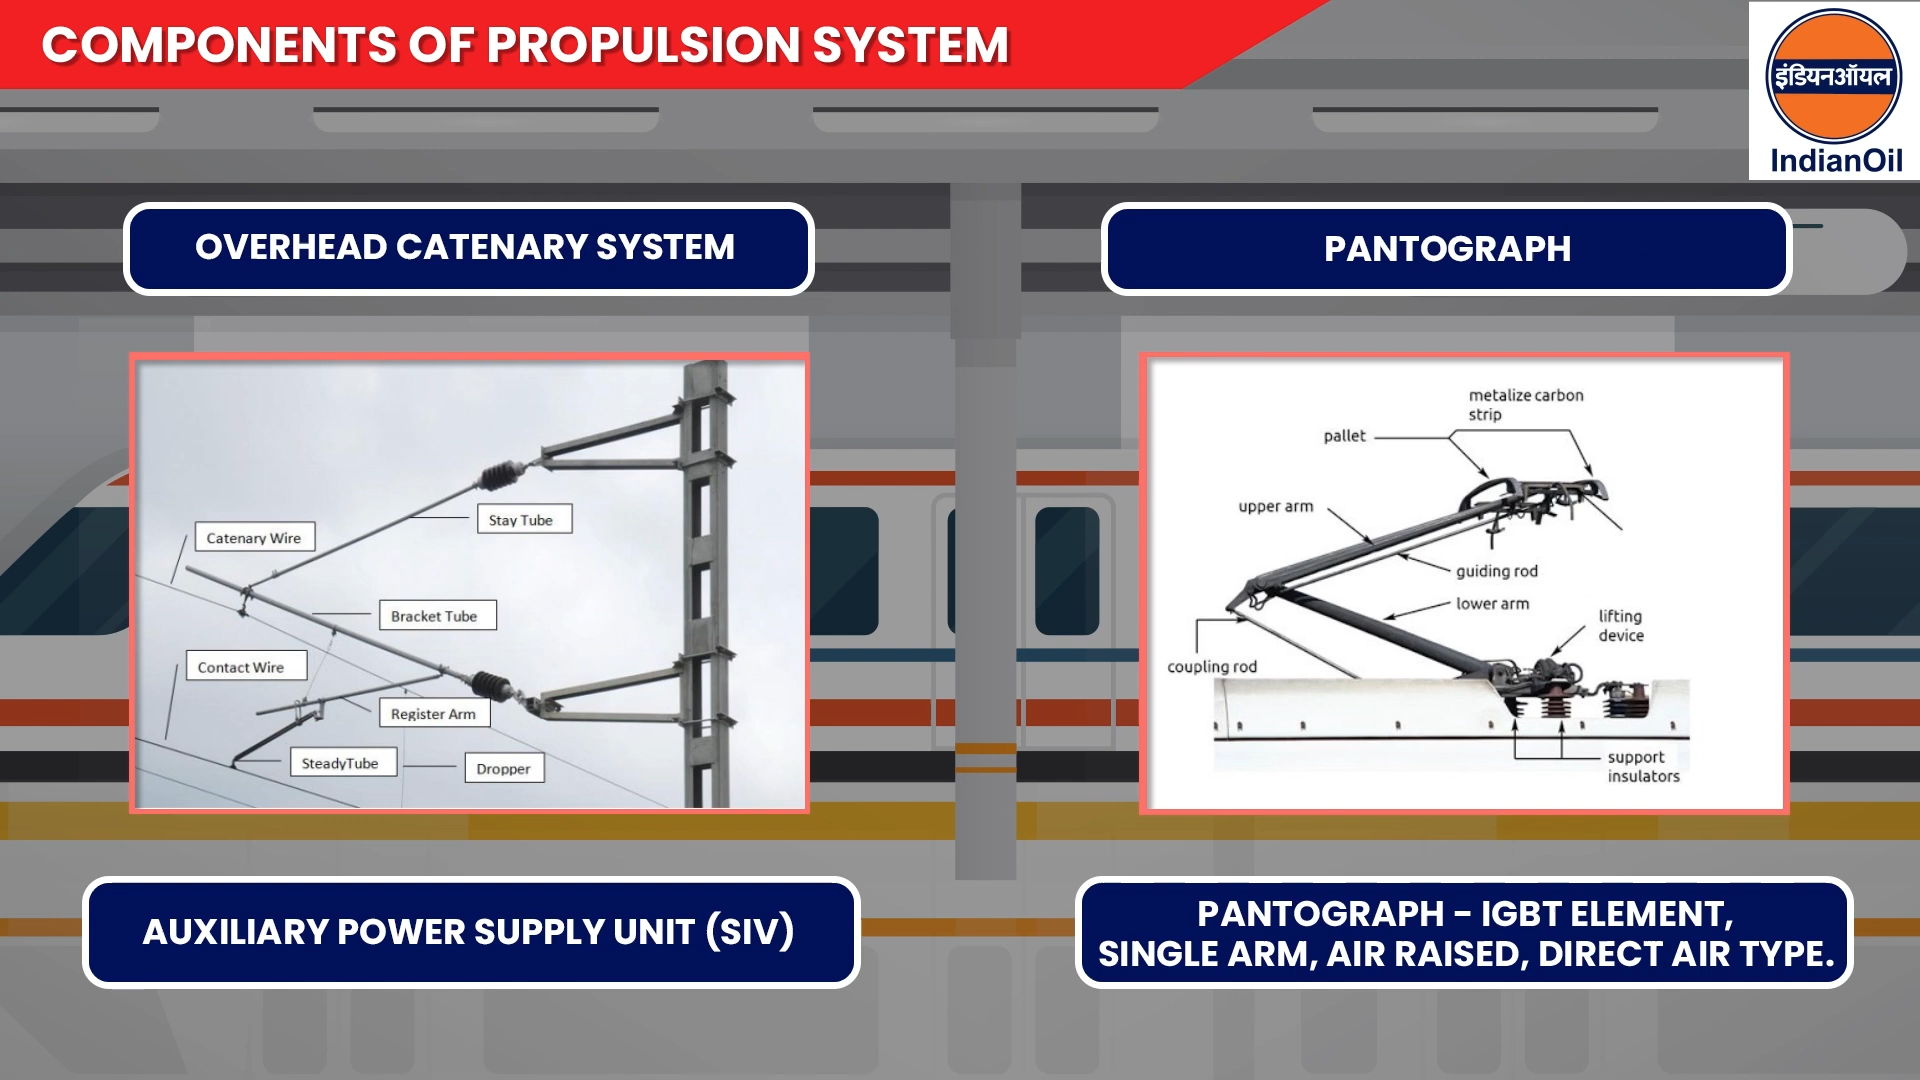 COMPONENTS OF PROPULSION SYSTEM
इंडियनऑयल
IndianOil
OVERHEAD CATENARY SYSTEM
PANTOGRAPH
Stay Tube
Catenary Wire
Bracket Tube
Contact Wire
Register Arm
SteadyTube
Dropper
metalize carbon
strip
pallet
upper arm
guiding rod
lower arm
lifting
device
coupling rod
support
insulators
AUXILIARY POWER SUPPLY UNIT (SIV)
PANTOGRAPH - IGBT ELEMENT,
SINGLE ARM, AIR RAISED, DIRECT AIR TYPE.